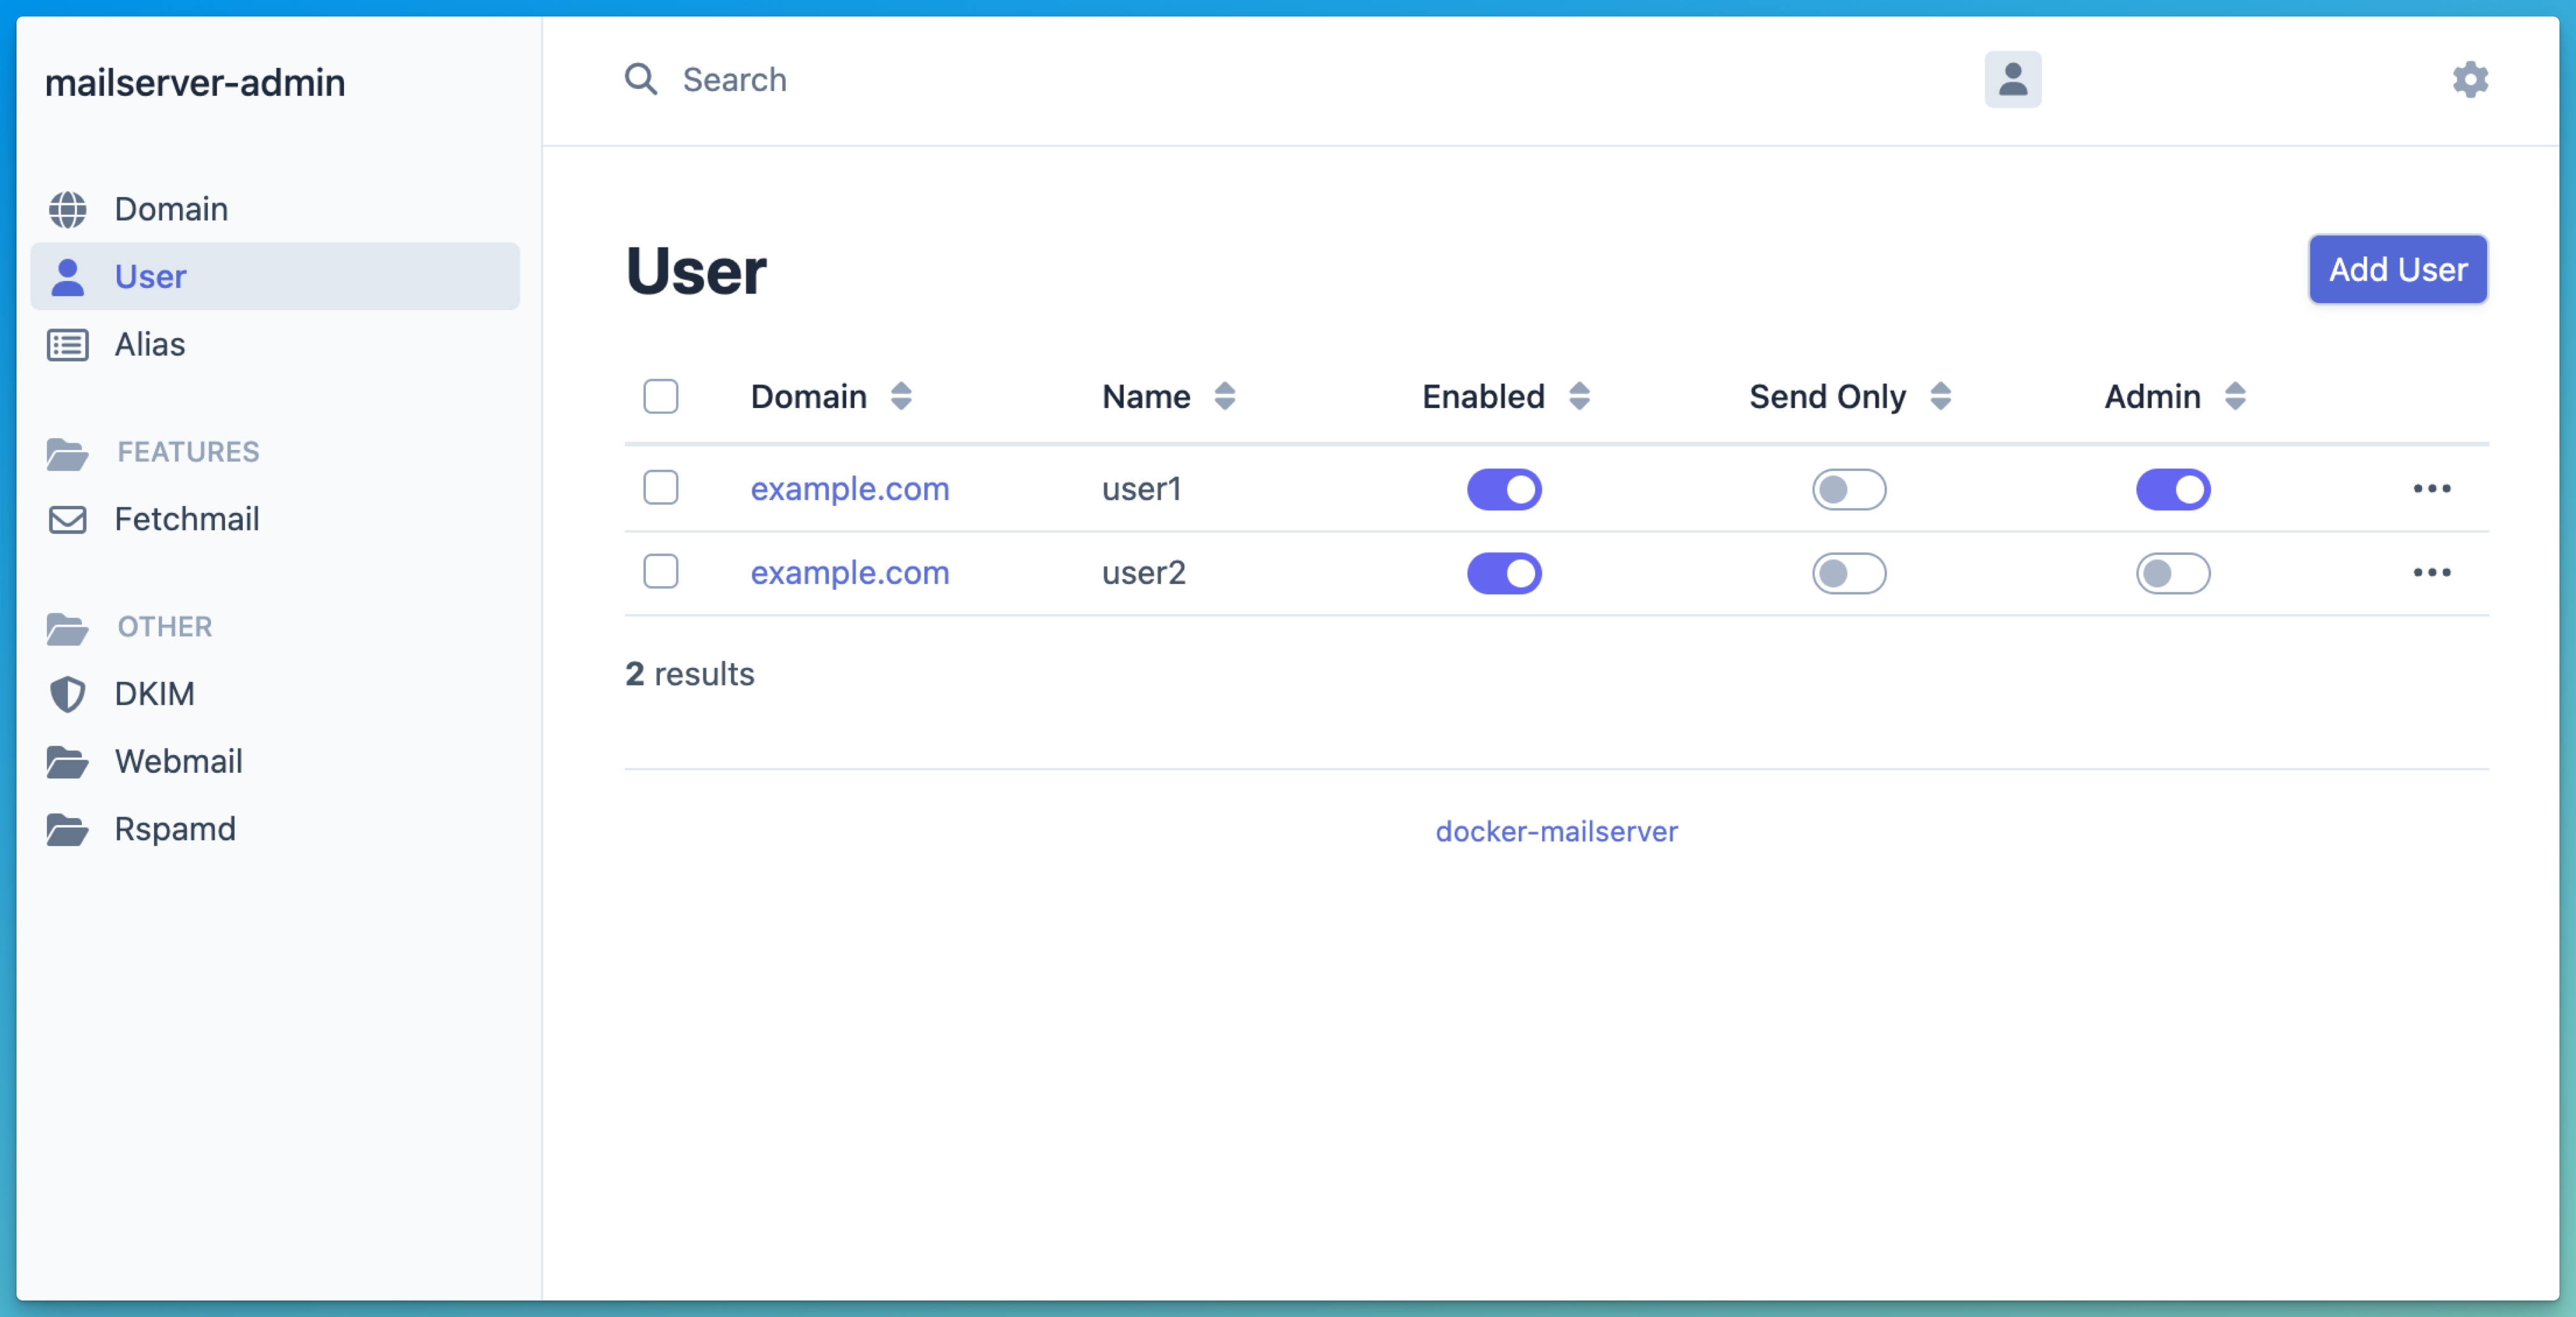 mailserver-admin
Search
Domain
User
Alias
FEATURES
Fetchmail
OTHER
DKIM
Webmail
Rspamd
User
Add User
Domain Name Enabled Send Only Admin
example.com user1
example.com user2
2 results
docker-mailserver